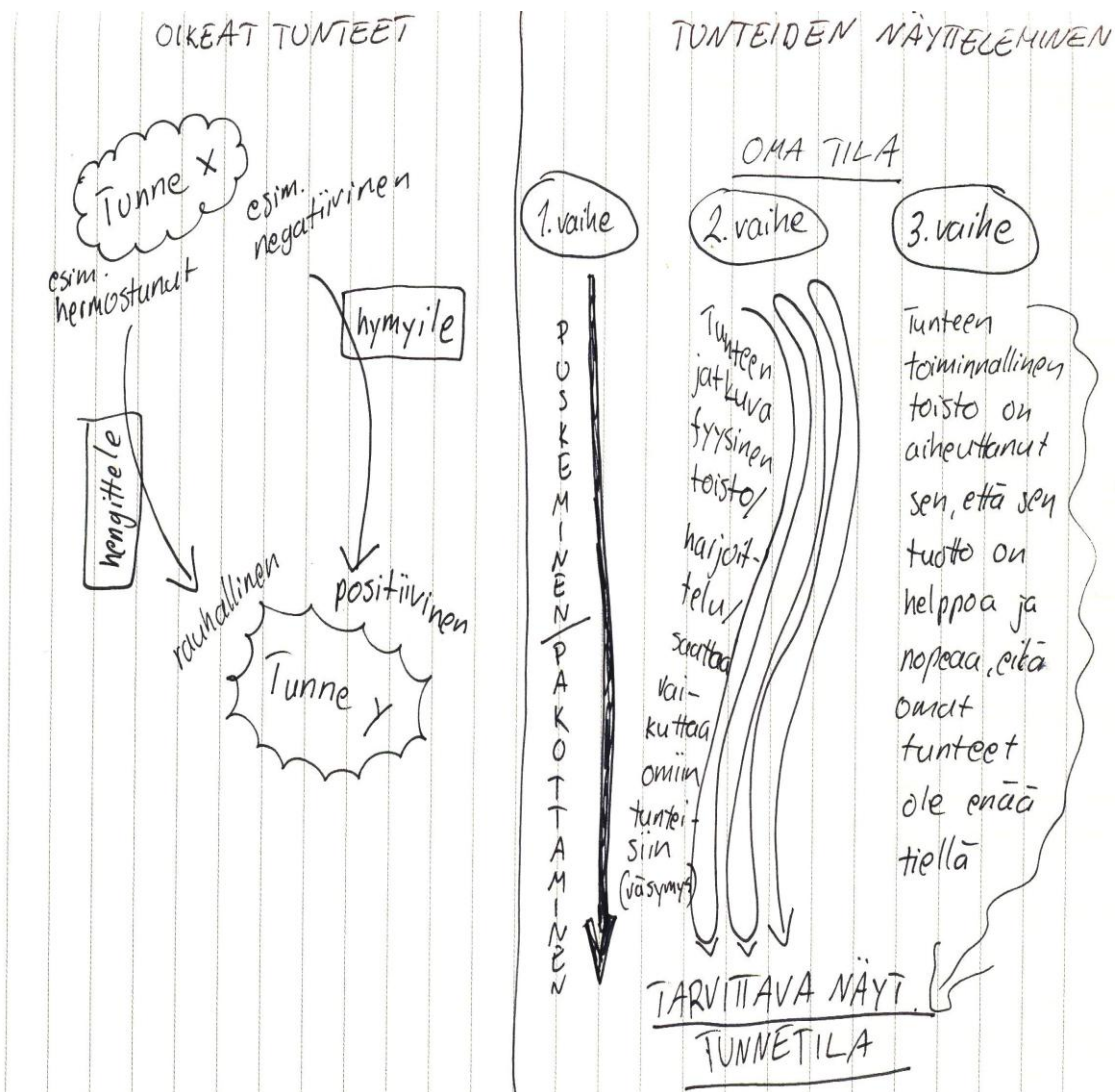 OIKEAT TUNTEET
Tunne X
esim.
hermostunut
esim.
negatiivinen
hymyile
hengittele
rauhallinen
positiivinen
Tunne y
TUNTEIDEN NÄYTTELEMINEN
OMA TILA
1. vaihe
PUSKEMINEN/PAKOTTAMINEN
2. vaihe
Tunteen
jatkuva
fyysinen
toisto/
harjoit-
telu/
saattaa
vai-
kuttaa
omiin
tuntei-
siin
(väsymys)
3. vaihe
Tunteen
toiminnallinen
toisto on
aiheuttanut
sen, että sen
tuotto on
helppoa ja
nopeaa, eikä
omat
tunteet
ole enää
tiellä
TARVITTAVA NÄYT.
TUNNETILA